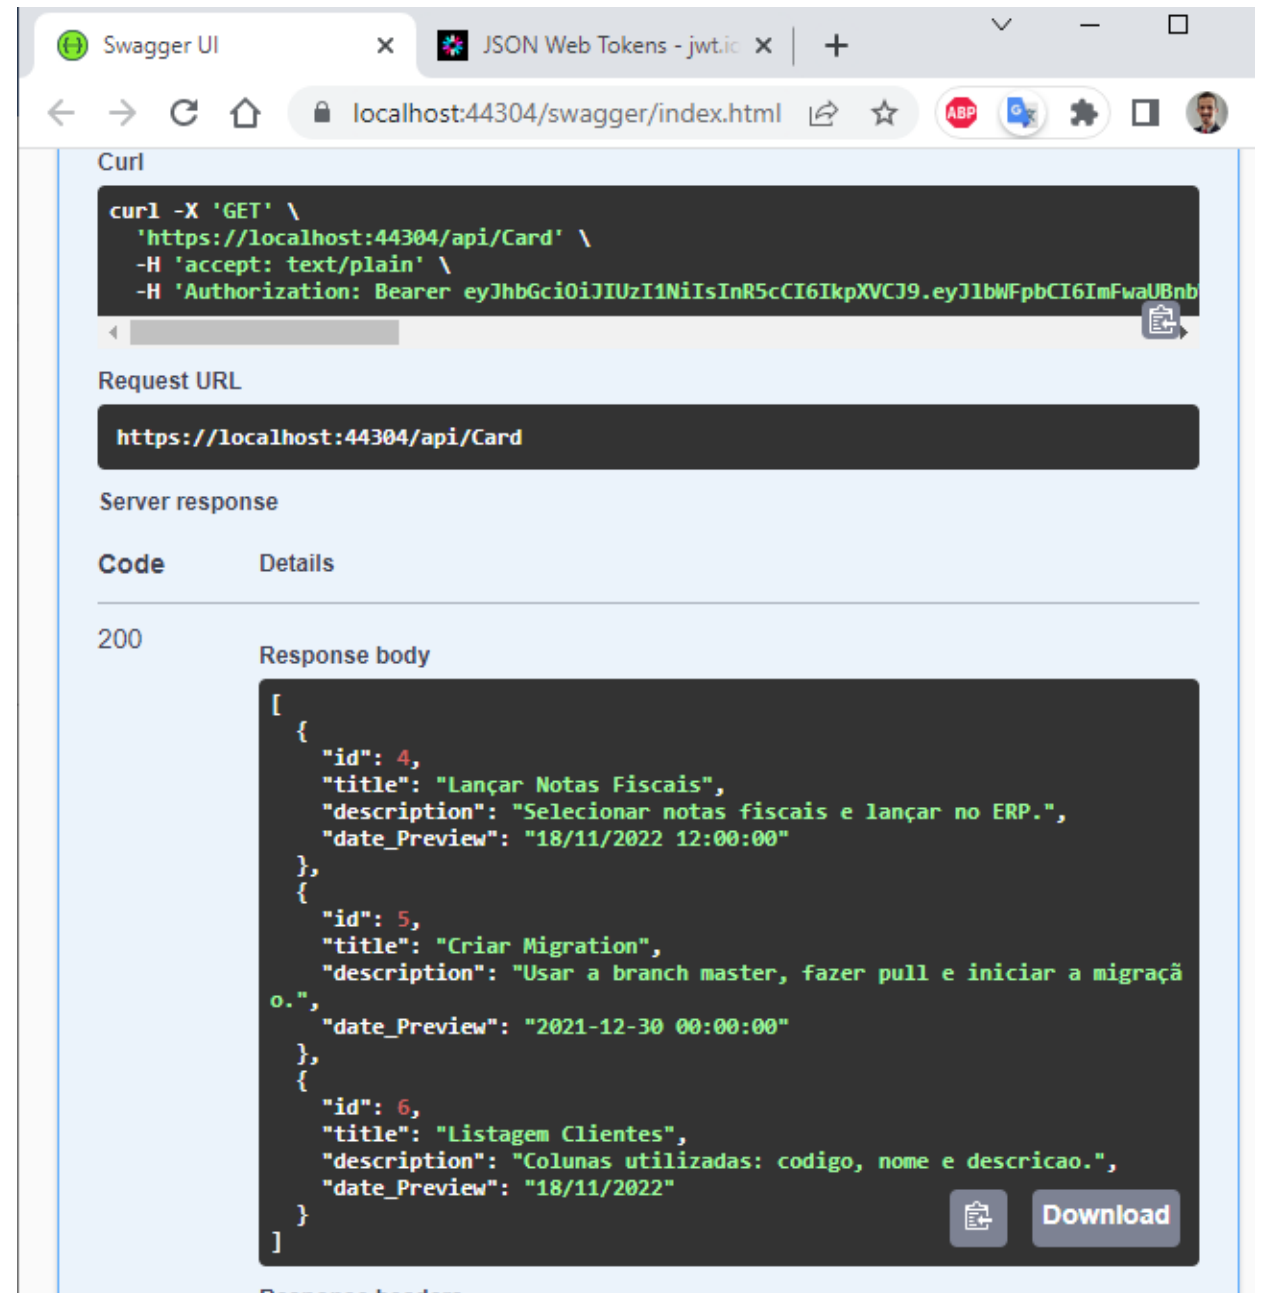 Swagger UI
JSON Web Tokens - jwt.ic
localhost:44304/swagger/index.html
ABP
Curl
curl -X 'GET' \
'https://localhost:44304/api/Card' \
-H 'accept: text/plain' \
-H 'Authorization: Bearer eyJhbGciOiJIUzI1NiIsInR5cCI6IkpXVCJ9.eyJlbWFpbCI6ImFwaUBnb
Request URL
https://localhost:44304/api/Card
Server response
Code Details
200
Response body
[
{
"id": 4,
"title": "Lançar Notas Fiscais",
"description": "Selecionar notas fiscais e lançar no ERP.",
"date_Preview": "18/11/2022 12:00:00"
},
{
"id": 5,
"title": "Criar Migration",
"description": "Usar a branch master, fazer pull e iniciar a migraçã
o.",
"date_Preview": "2021-12-30 00:00:00"
},
{
"id": 6,
"title": "Listagem Clientes",
"description": "Colunas utilizadas: codigo, nome e descricao.",
"date_Preview": "18/11/2022"
}
]
Download
Response headers